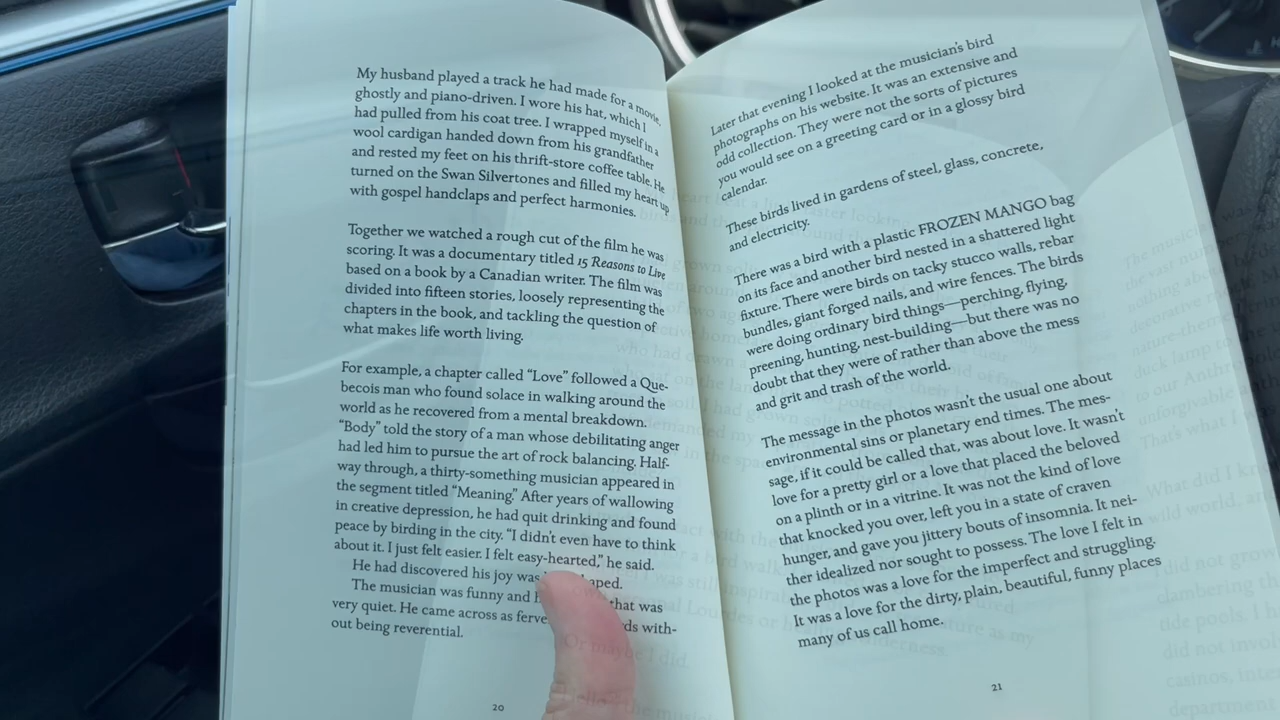 My husband played a track he had made for a movie,
ghostly and piano-driven. I wore his hat, which I
had pulled from his coat tree. I wrapped myself in a
wool cardigan handed down from his grandfather
and rested my feet on his thrift-store coffee table. He
turned on the Swan Silvertones and filled my heart up
with gospel handclaps and perfect harmonies.
Together we watched a rough cut of the film he was
scoring. It was a documentary titled 15 Reasons to Live
based on a book by a Canadian writer. The film was
divided into fifteen stories, loosely representing the
chapters in the book, and tackling the question of
what makes life worth living.
For example, a chapter called “Love” followed a Que-
becois man who found solace in walking around the
world as he recovered from a mental breakdown.
“Body” told the story of a man whose debilitating anger
had led him to pursue the art of rock balancing. Half-
way through, a thirty-something musician appeared in
the segment titled “Meaning.” After years of wallowing
in creative depression, he had quit drinking and found
peace by birding in the city. “I didn’t even have to think
about it. I just felt easier. I felt easy-hearted,” he said.
He had discovered his joy was
The musician was funny and that was
very quiet. He came across as with-
out being reverential.
20
Later that evening I looked at the musician’s bird
photographs on his website. It was an extensive and
odd collection. They were not the sorts of pictures
you would see on a greeting card or in a glossy bird
calendar.
These birds lived in gardens of steel, glass, concrete,
and electricity.
There was a bird with a plastic FROZEN MANGO bag
on its face and another bird nested in a shattered light
fixture. There were birds on tacky stucco walls, rebar
bundles, giant forged nails, and wire fences. The birds
were doing ordinary bird things—perching, flying,
preening, hunting, nest-building—but there was no
doubt that they were of rather than above the mess
and grit and trash of the world.
The message in the photos wasn’t the usual one about
environmental sins or planetary end times. The mes-
sage, if it could be called that, was about love. It wasn’t
love for a pretty girl or a love that placed the beloved
on a plinth or in a vitrine. It was not the kind of love
that knocked you over, left you in a state of craven
hunger, and gave you jittery bouts of insomnia. It nei-
ther idealized nor sought to possess. The love I felt in
the photos was a love for the imperfect and struggling.
It was a love for the dirty, plain, beautiful, funny places
many of us call home.
21